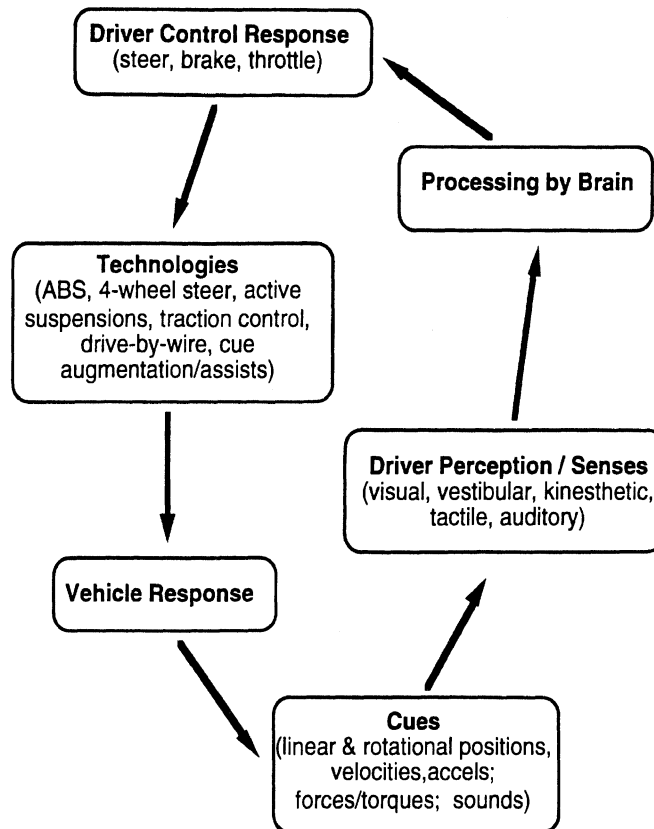 Driver Control Response
(steer, brake, throttle)
Processing by Brain
Technologies
(ABS, 4-wheel steer, active
suspensions, traction control,
drive-by-wire, cue
augmentation/assists)
Driver Perception / Senses
(visual, vestibular, kinesthetic,
tactile, auditory)
Vehicle Response
Cues
(linear & rotational positions,
velocities,accels;
forces/torques; sounds)